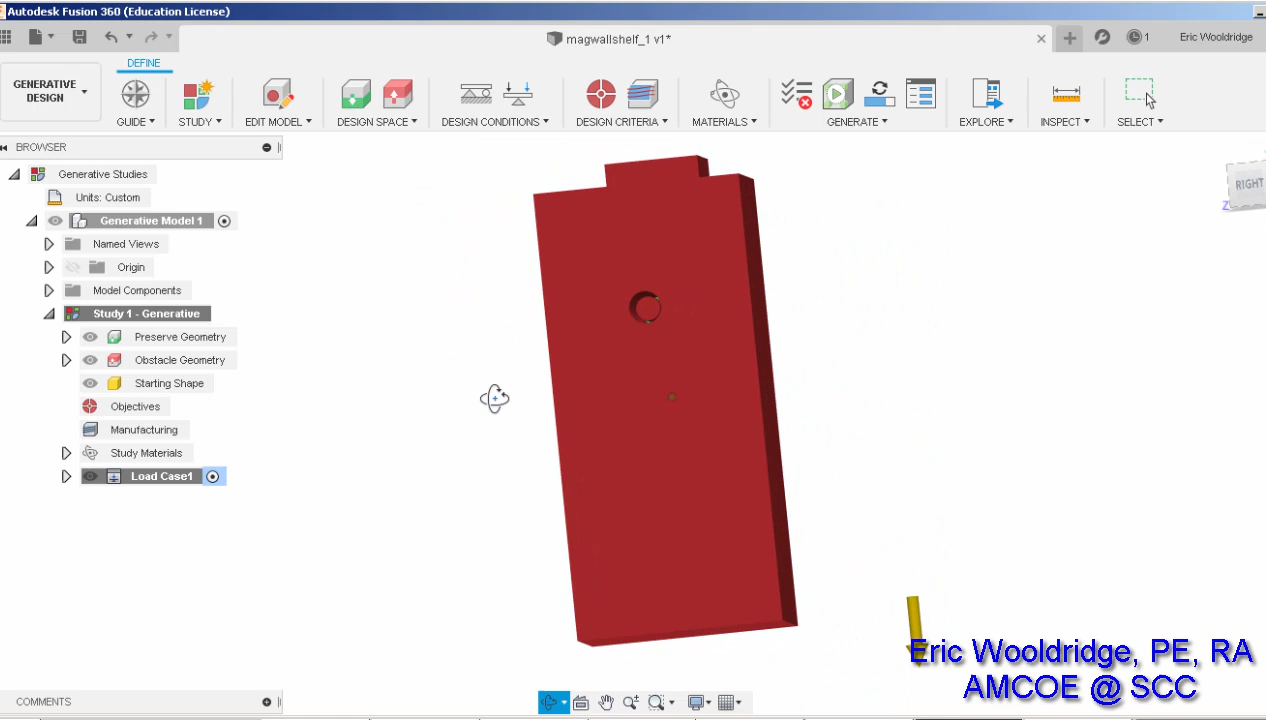 Autodesk Fusion 360 (Education License)
magwallshelf_1 v1*
1
Eric Wooldridge
DEFINE
GENERATIVE
DESIGN
GUIDE
STUDY
EDIT MODEL
DESIGN SPACE
DESIGN CONDITIONS
DESIGN CRITERIA
MATERIALS
GENERATE
EXPLORE
INSPECT
SELECT
BROWSER
Generative Studies
Units: Custom
Generative Model 1
Named Views
Origin
Model Components
Study 1 - Generative
Preserve Geometry
Obstacle Geometry
Starting Shape
Objectives
Manufacturing
Study Materials
Load Case1
RIGHT
Z
Eric Wooldridge, PE, RA
AMCOE @ SCC
COMMENTS